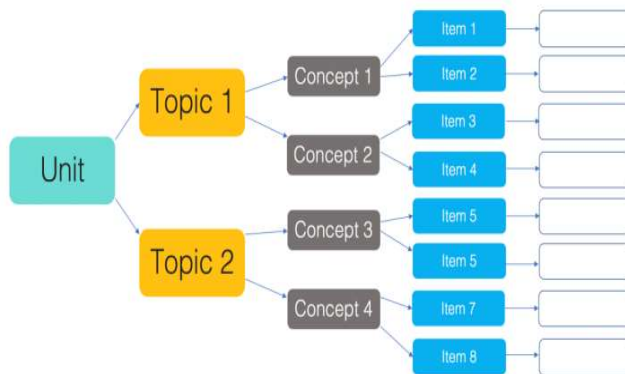 Unit
Topic 1
Topic 2
Concept 1
Concept 2
Concept 3
Concept 4
Item 1
Item 2
Item 3
Item 4
Item 5
Item 5
Item 7
Item 8